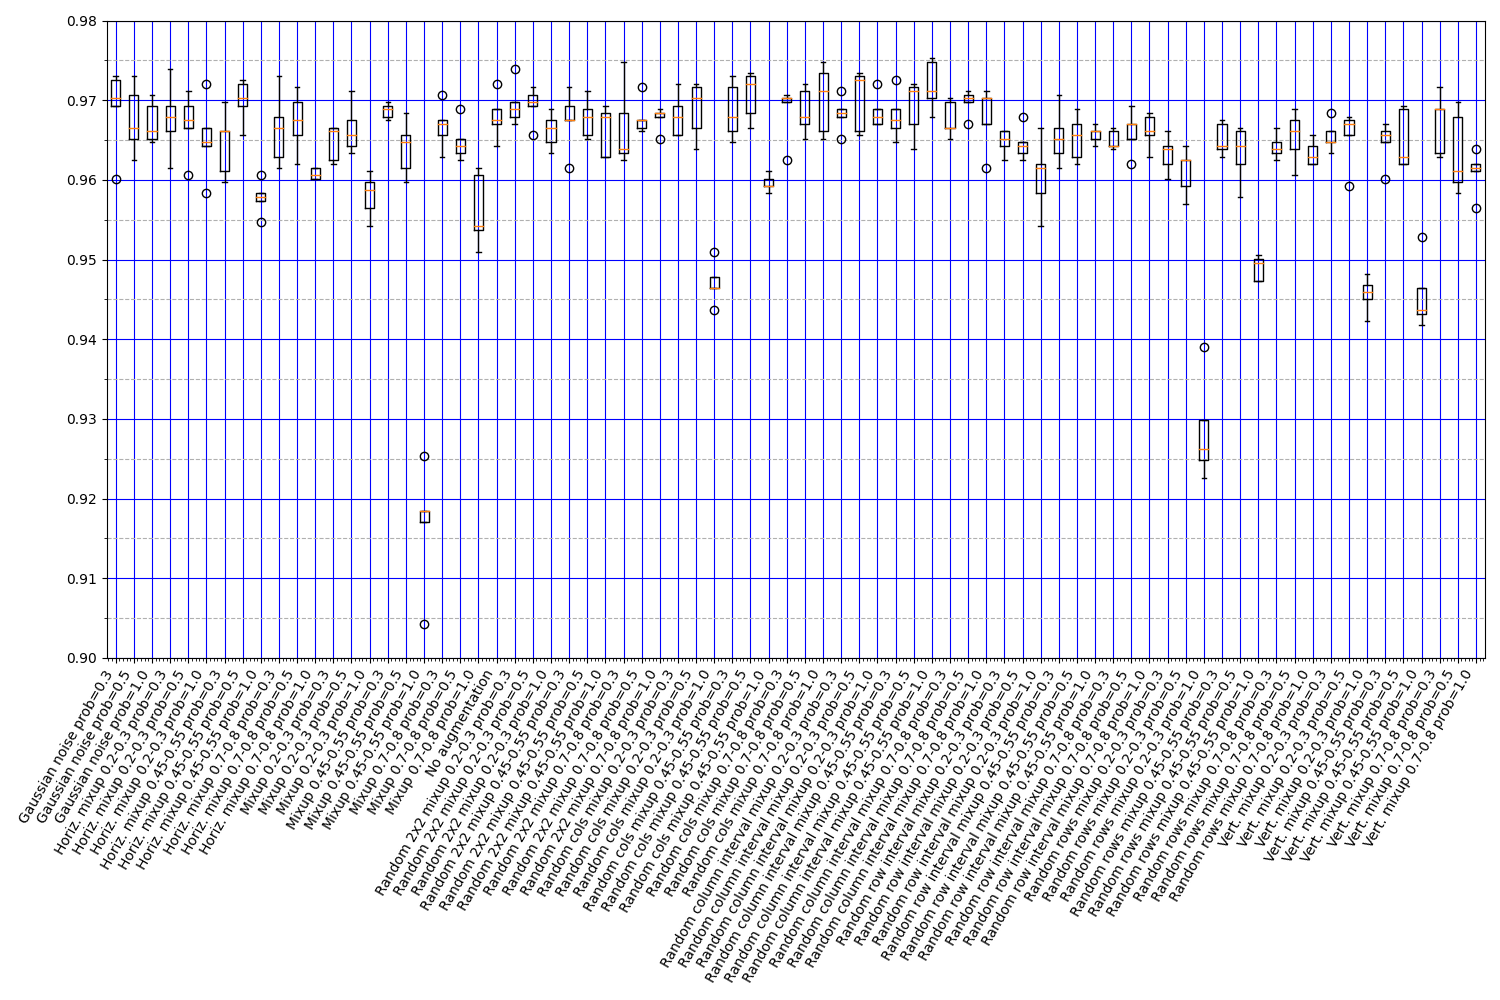 0.98
0.97
0.96
0.95
0.94
0.93
0.92
0.91
0.90
Gaussian noise prob=0.3
Gaussian noise prob=0.5
Gaussian noise prob=1.0
Horiz. mixup 0.2-0.3 prob=0.3
Horiz. mixup 0.2-0.3 prob=0.5
Horiz. mixup 0.2-0.3 prob=1.0
Horiz. mixup 0.45-0.55 prob=0.3
Horiz. mixup 0.45-0.55 prob=0.5
Horiz. mixup 0.45-0.55 prob=1.0
Horiz. mixup 0.7-0.8 prob=0.3
Horiz. mixup 0.7-0.8 prob=0.5
Horiz. mixup 0.7-0.8 prob=1.0
Mixup 0.2-0.3 prob=0.3
Mixup 0.2-0.3 prob=0.5
Mixup 0.2-0.3 prob=1.0
Mixup 0.45-0.55 prob=0.3
Mixup 0.45-0.55 prob=0.5
Mixup 0.45-0.55 prob=1.0
Mixup 0.7-0.8 prob=0.3
Mixup 0.7-0.8 prob=0.5
Mixup 0.7-0.8 prob=1.0
No augmentation
Random 2x2 mixup 0.2-0.3 prob=0.3
Random 2x2 mixup 0.2-0.3 prob=0.5
Random 2x2 mixup 0.2-0.3 prob=1.0
Random 2x2 mixup 0.45-0.55 prob=0.3
Random 2x2 mixup 0.45-0.55 prob=0.5
Random 2x2 mixup 0.45-0.55 prob=1.0
Random 2x2 mixup 0.7-0.8 prob=0.3
Random 2x2 mixup 0.7-0.8 prob=0.5
Random 2x2 mixup 0.7-0.8 prob=1.0
Random cols mixup 0.2-0.3 prob=0.3
Random cols mixup 0.2-0.3 prob=0.5
Random cols mixup 0.2-0.3 prob=1.0
Random cols mixup 0.45-0.55 prob=0.3
Random cols mixup 0.45-0.55 prob=0.5
Random cols mixup 0.45-0.55 prob=1.0
Random cols mixup 0.7-0.8 prob=0.3
Random cols mixup 0.7-0.8 prob=0.5
Random cols mixup 0.7-0.8 prob=1.0
Random column interval mixup 0.2-0.3 prob=0.3
Random column interval mixup 0.2-0.3 prob=0.5
Random column interval mixup 0.2-0.3 prob=1.0
Random column interval mixup 0.45-0.55 prob=0.3
Random column interval mixup 0.45-0.55 prob=0.5
Random column interval mixup 0.45-0.55 prob=1.0
Random column interval mixup 0.7-0.8 prob=0.3
Random column interval mixup 0.7-0.8 prob=0.5
Random column interval mixup 0.7-0.8 prob=1.0
Random row interval mixup 0.2-0.3 prob=0.3
Random row interval mixup 0.2-0.3 prob=0.5
Random row interval mixup 0.2-0.3 prob=1.0
Random row interval mixup 0.45-0.55 prob=0.3
Random row interval mixup 0.45-0.55 prob=0.5
Random row interval mixup 0.45-0.55 prob=1.0
Random row interval mixup 0.7-0.8 prob=0.3
Random row interval mixup 0.7-0.8 prob=0.5
Random row interval mixup 0.7-0.8 prob=1.0
Random rows mixup 0.2-0.3 prob=0.3
Random rows mixup 0.2-0.3 prob=0.5
Random rows mixup 0.2-0.3 prob=1.0
Random rows mixup 0.45-0.55 prob=0.3
Random rows mixup 0.45-0.55 prob=0.5
Random rows mixup 0.45-0.55 prob=1.0
Random rows mixup 0.7-0.8 prob=0.3
Random rows mixup 0.7-0.8 prob=0.5
Random rows mixup 0.7-0.8 prob=1.0
Vert. mixup 0.2-0.3 prob=0.3
Vert. mixup 0.2-0.3 prob=0.5
Vert. mixup 0.2-0.3 prob=1.0
Vert. mixup 0.45-0.55 prob=0.3
Vert. mixup 0.45-0.55 prob=0.5
Vert. mixup 0.45-0.55 prob=1.0
Vert. mixup 0.7-0.8 prob=0.3
Vert. mixup 0.7-0.8 prob=0.5
Vert. mixup 0.7-0.8 prob=1.0